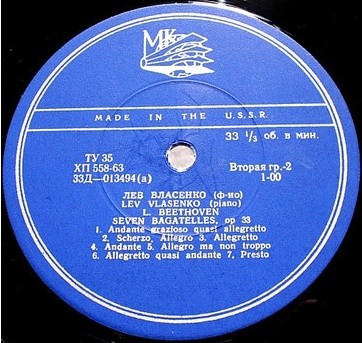 МК
MADE IN THE U.S.S.R.
33 1/3 об. в мин.
ТУ 35
ХП 558-63
33Д—013494(а)
Вторая гр.-2
1-00
ЛЕВ ВЛАСЕНКО (ф-но)
LEV VLASENKO (piano)
L. BEETHOVEN
SEVEN BAGATELLES, op 33
1. Andante grazioso quasi allegretto
2. Scherzo, Allegro 3. Allegretto
4. Andante 5. Allegro ma non troppo
6. Allegretto quasi andante 7, Presto